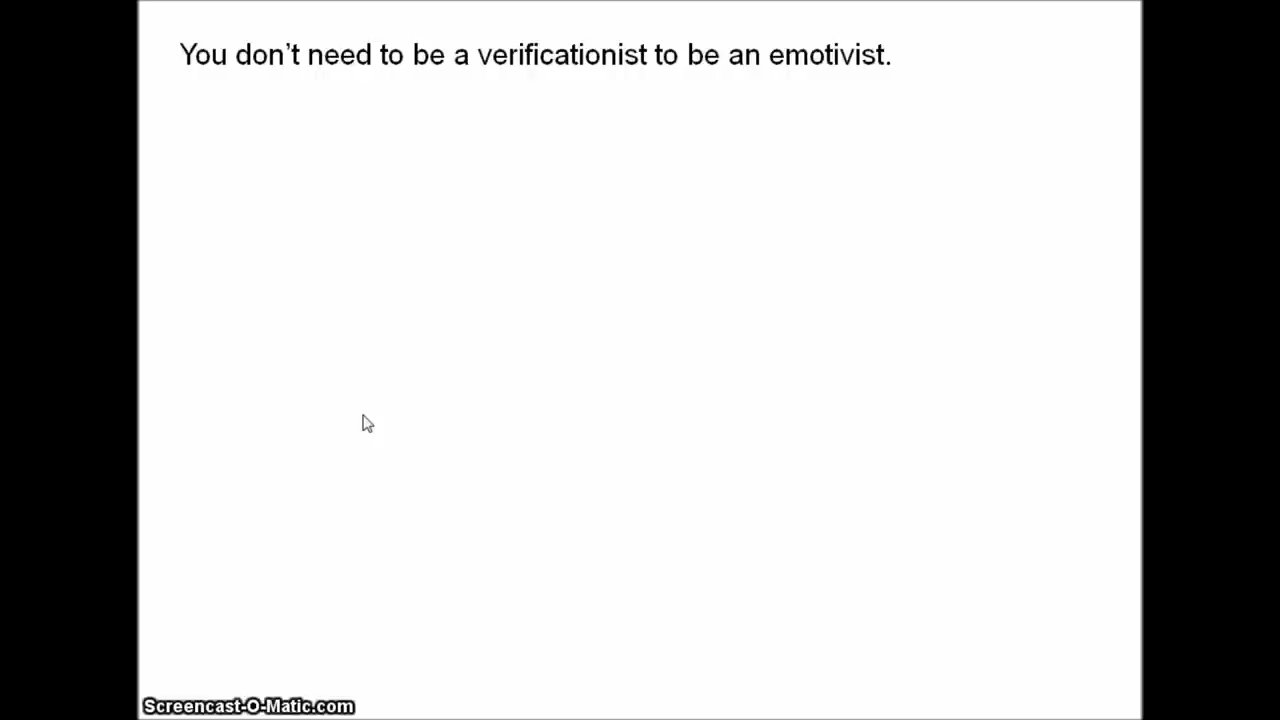 You don’t need to be a verificationist to be an emotivist.
Screencast-O-Matic.com